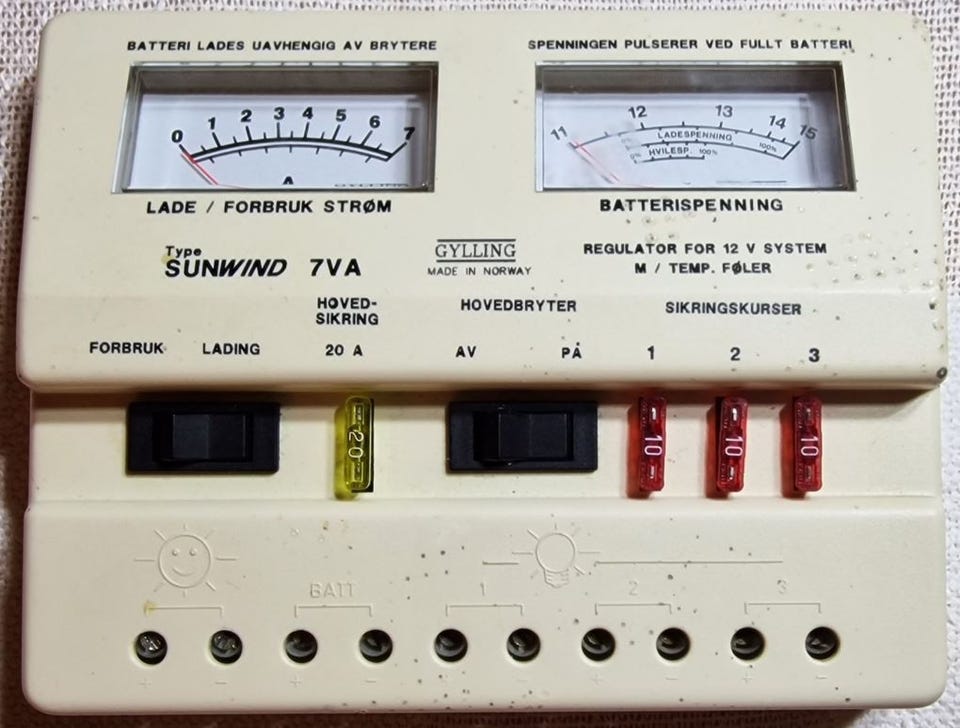 BATTERI LADES UAVHENGIG AV BRYTERE
SPENNINGEN PULSERER VED FULLT BATTERI
0 1 2 3 4 5 6 7
A
11 12 13 14 15
LADESPENNING
0% 100%
HVILESP.
0% 100%
LADE / FORBRUK STRØM
BATTERISPENNING
Type
SUNWIND 7VA
GYLLING
MADE IN NORWAY
REGULATOR FOR 12 V SYSTEM
M / TEMP. FØLER
HOVED-
SIKRING
HOVEDBRYTER
SIKRINGSKURSER
FORBRUK LADING 20 A AV PÅ 1 2 3
20 10 10 10
BATT 1 2 3
+ - + - + - + - + -